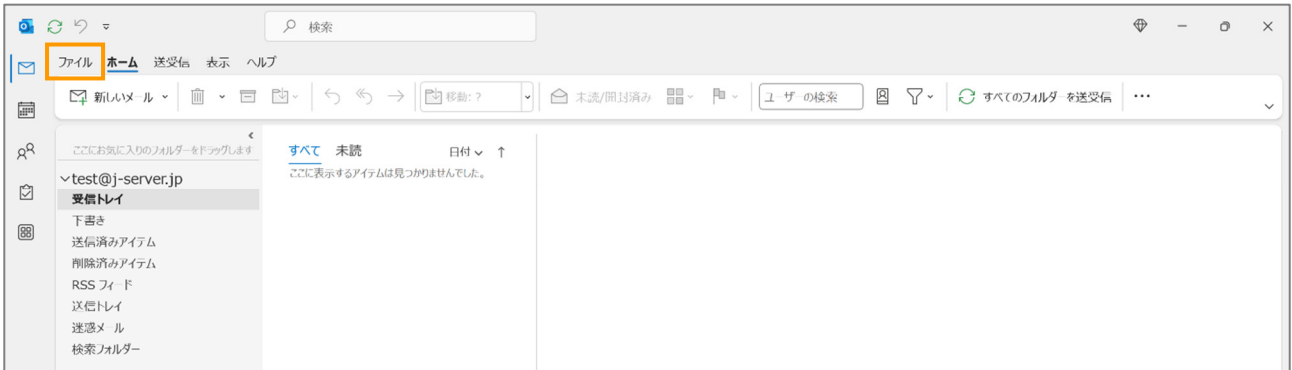 検索
ファイル ホーム 送受信 表示 ヘルプ
新しいメール 移動: ? 未読/開封済み ユーザーの検索 すべてのフォルダーを送受信 …
ここにお気に入りのフォルダーをドラッグします
すべて 未読 日付
ここに表示するアイテムは見つかりませんでした。
test@j-server.jp
受信トレイ
下書き
送信済みアイテム
削除済みアイテム
RSS フィード
送信トレイ
迷惑メール
検索フォルダー